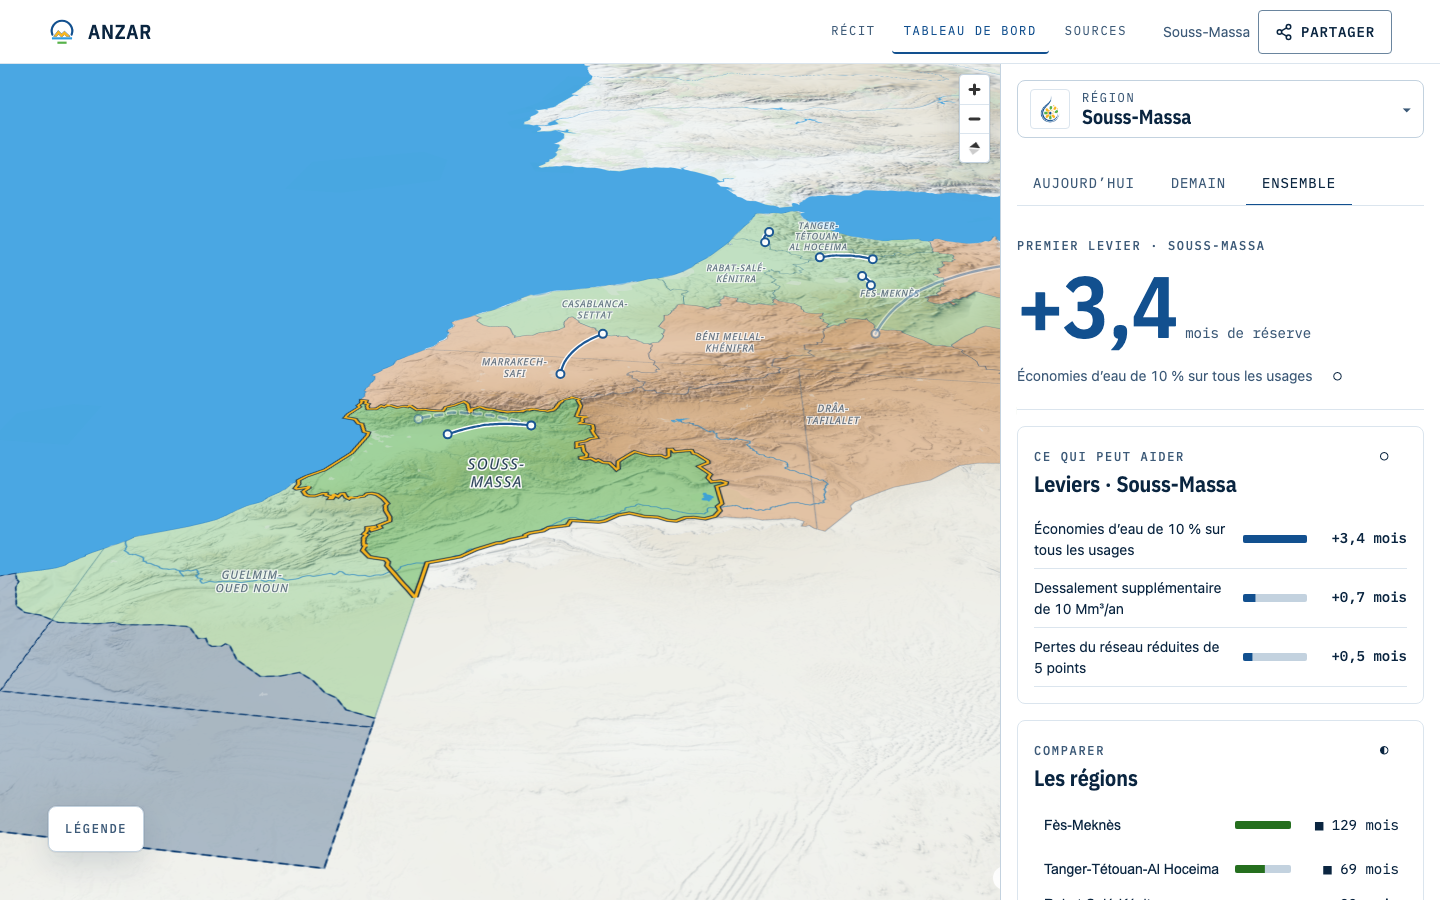 ANZAR
RÉCIT
TABLEAU DE BORD
SOURCES
Souss-Massa
PARTAGER
TANGER-
TÉTOUAN-
AL HOCEIMA
RABAT-SALÉ-
KÉNITRA
FÈS-MEKNÈS
CASABLANCA-
SETTAT
BÉNI MELLAL-
KHÉNIFRA
MARRAKECH-
SAFI
DRÂA-
TAFILALET
SOUSS-
MASSA
GUELMIM-
OUED NOUN
LÉGENDE
RÉGION
Souss-Massa
AUJOURD’HUI
DEMAIN
ENSEMBLE
PREMIER LEVIER · SOUSS-MASSA
+3,4 mois de réserve
Économies d’eau de 10 % sur tous les usages
CE QUI PEUT AIDER
Leviers · Souss-Massa
Économies d’eau de 10 % sur
tous les usages
+3,4 mois
Dessalement supplémentaire
de 10 Mm³/an
+0,7 mois
Pertes du réseau réduites de
5 points
+0,5 mois
COMPARER
Les régions
Fès-Meknès
129 mois
Tanger-Tétouan-Al Hoceima
69 mois